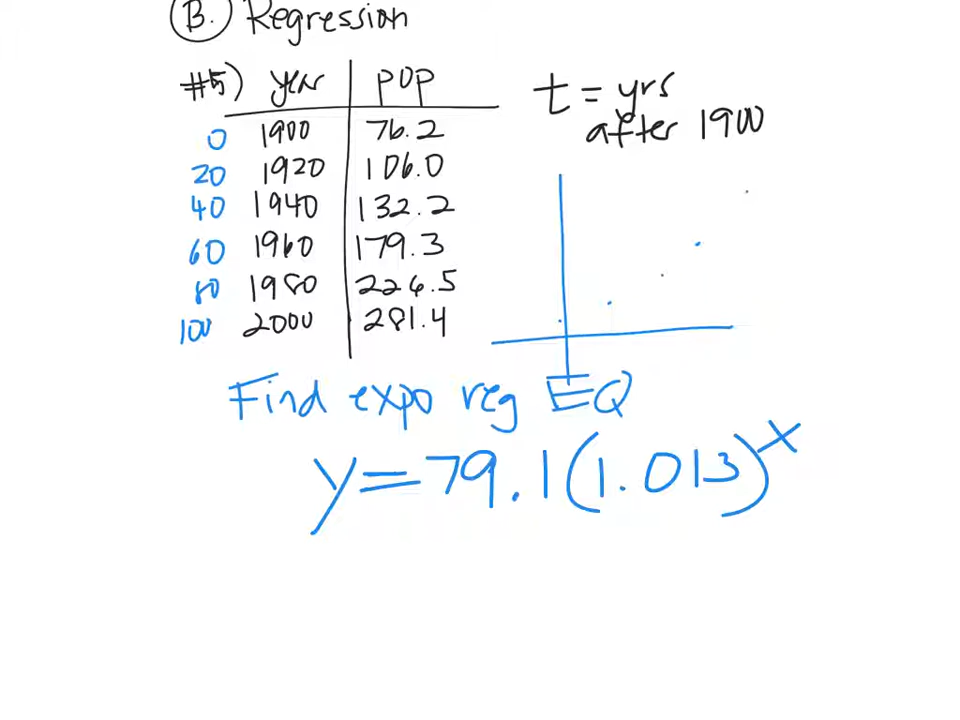 B. Regression
#5) year pop
0 1900 76.2
20 1920 106.0
40 1940 132.2
60 1960 179.3
80 1980 226.5
100 2000 281.4
t = yrs
after 1900
Find expo reg EQ
y = 79.1(1.013)^x